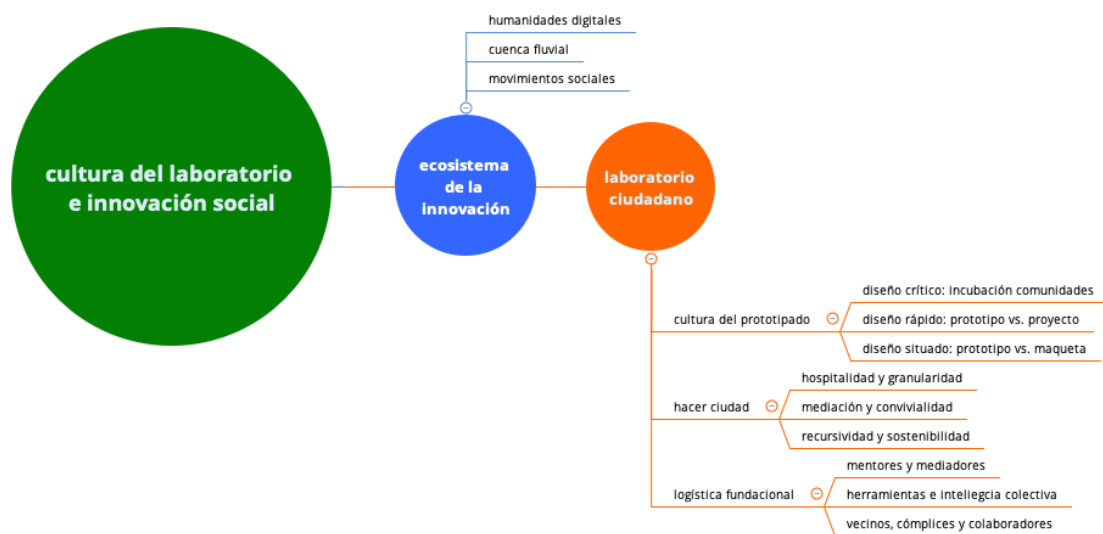 humanidades digitales
cuenca fluvial
movimientos sociales
cultura del laboratorio
e innovación social
ecosistema
de la
innovación
laboratorio
ciudadano
cultura del prototipado
diseño crítico: incubación comunidades
diseño rápido: prototipo vs. proyecto
diseño situado: prototipo vs. maqueta
hacer ciudad
hospitalidad y granularidad
mediación y convivialidad
recursividad y sostenibilidad
logística fundacional
mentores y mediadores
herramientas e inteliegcia colectiva
vecinos, cómplices y colaboradores